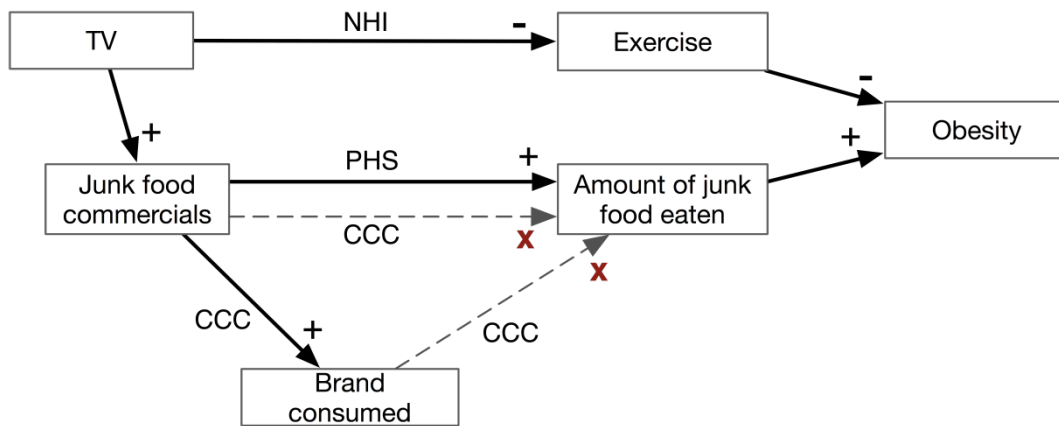 TV
NHI
-
Exercise
-
Obesity
+
+
Junk food
commercials
PHS
+
Amount of junk
food eaten
CCC
x
x
CCC
+
CCC
Brand
consumed